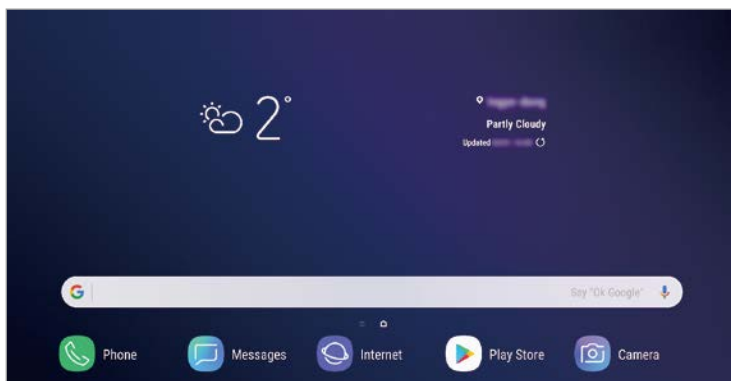 2°
Partly Cloudy
Updated
G
Say "Ok Google"
Phone
Messages
Internet
Play Store
Camera